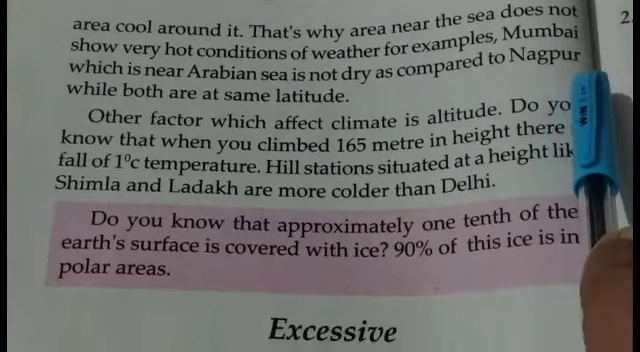 area cool around it. That's why area near the sea does not
show very hot conditions of weather for examples, Mumbai
which is near Arabian sea is not dry as compared to Nagpur
while both are at same latitude.
Other factor which affect climate is altitude. Do yo
know that when you climbed 165 metre in height there
fall of 1°c temperature. Hill stations situated at a height lik
Shimla and Ladakh are more colder than Delhi.
Do you know that approximately one tenth of the
earth's surface is covered with ice? 90% of this ice is in
polar areas.
Excessive
2